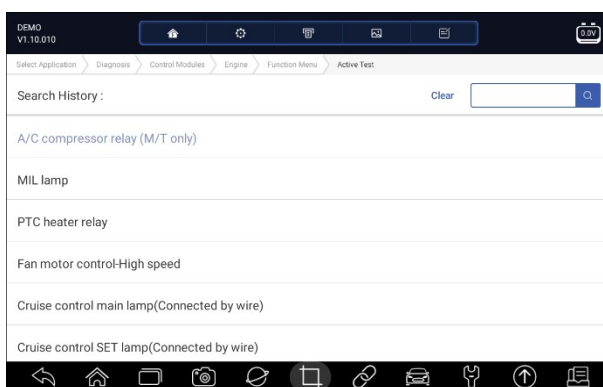 DEMO
V1.10.010
0.0V
Select Application Diagnosis Control Modules Engine Function Menu Active Test
Search History : Clear
A/C compressor relay (M/T only)
MIL lamp
PTC heater relay
Fan motor control-High speed
Cruise control main lamp(Connected by wire)
Cruise control SET lamp(Connected by wire)